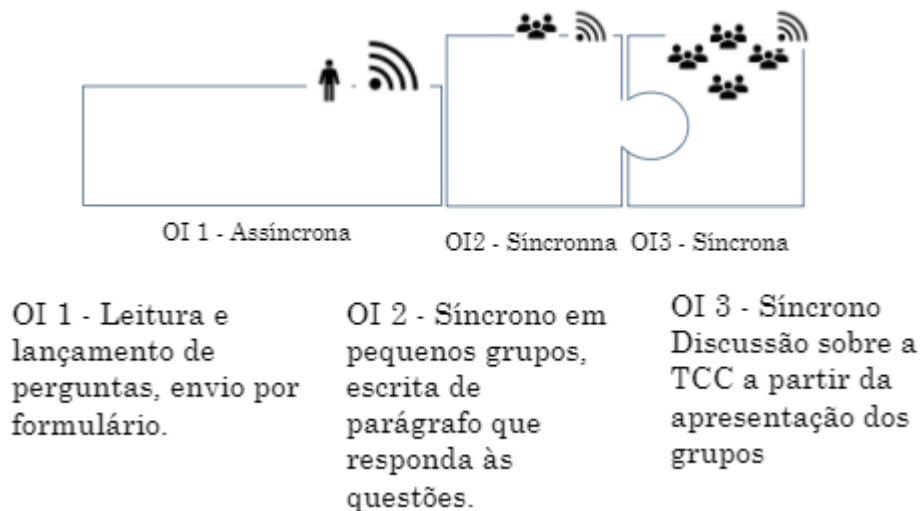 OI 1 - Assíncrona
OI2 - Síncronna
OI3 - Síncrona
OI 1 - Leitura e
lançamento de
perguntas, envio por
formulário.
OI 2 - Síncrono em
pequenos grupos,
escrita de
parágrafo que
responda às
questões.
OI 3 - Síncrono
Discussão sobre a
TCC a partir da
apresentação dos
grupos